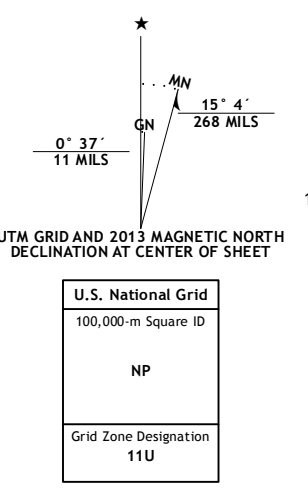 ★
MN
GN
15° 4´
268 MILS
0° 37´
11 MILS
UTM GRID AND 2013 MAGNETIC NORTH
DECLINATION AT CENTER OF SHEET
U.S. National Grid
100,000-m Square ID
NP
Grid Zone Designation
11U